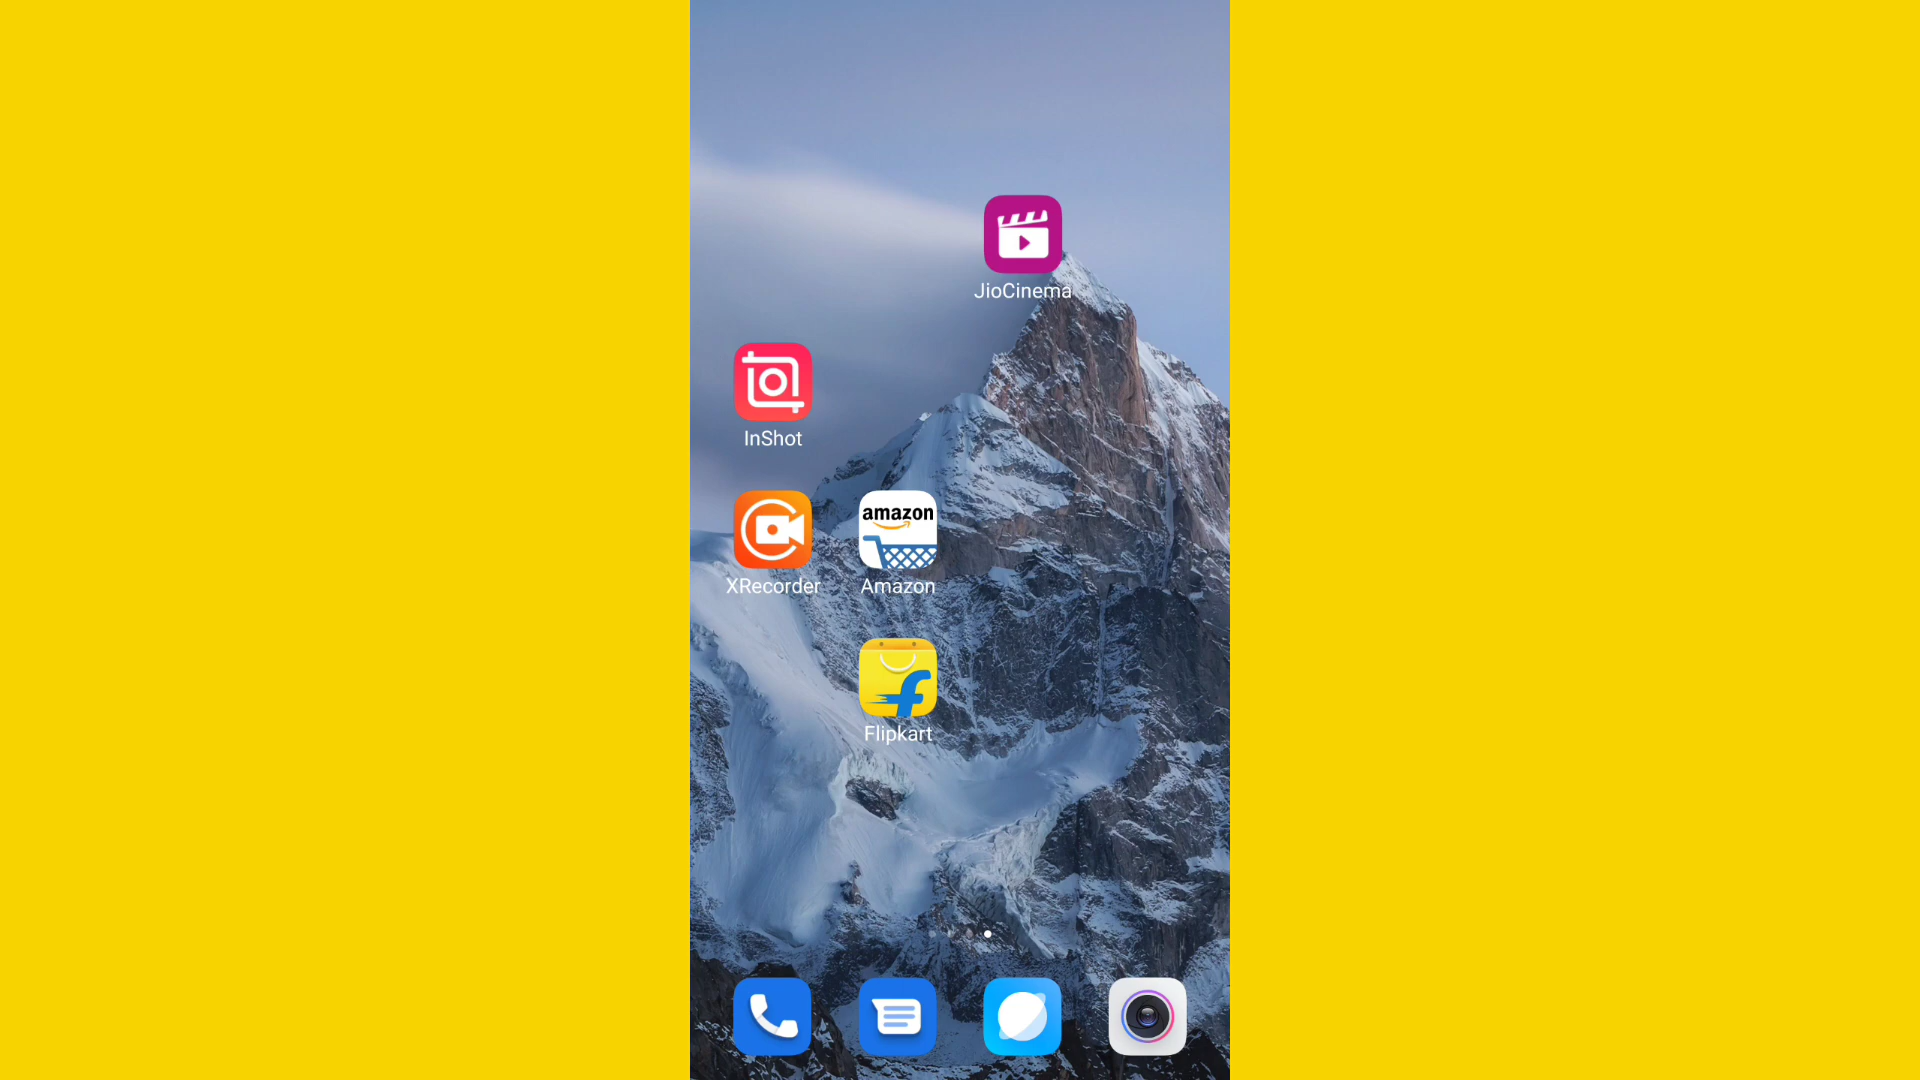 JioCinema
InShot
amazon
XRecorder
Amazon
f
Flipkart